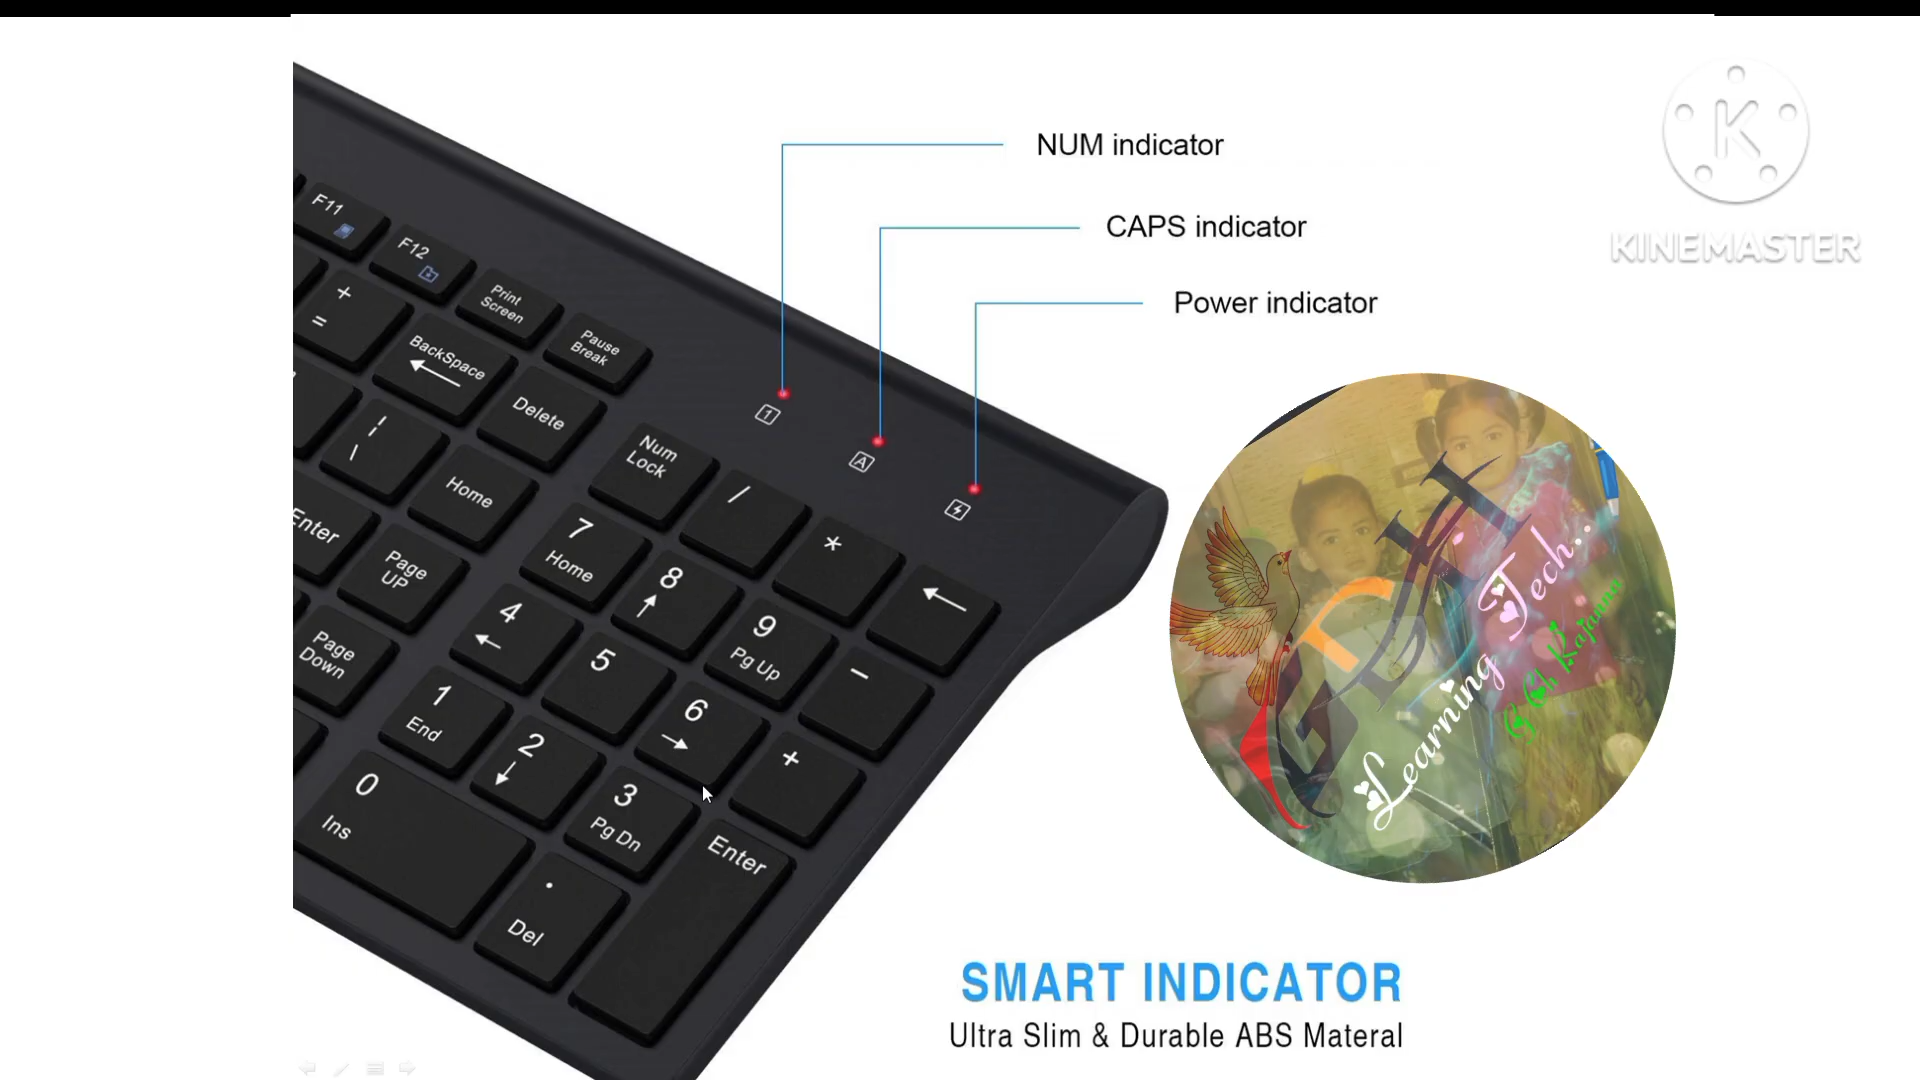 NUM indicator
CAPS indicator
Power indicator
K
KINEMASTER
F11
F12
Print
Screen
Pause
Break
+
=
BackSpace
Delete
|
\
Home
Enter
Page
UP
Page
Down
1
A
Num
Lock
/
*
7
Home
8
9
Pg Up
-
4
5
6
+
1
End
2
3
Pg Dn
Enter
0
Ins
.
Del
Learning Tech...
SMART INDICATOR
Ultra Slim & Durable ABS Materal